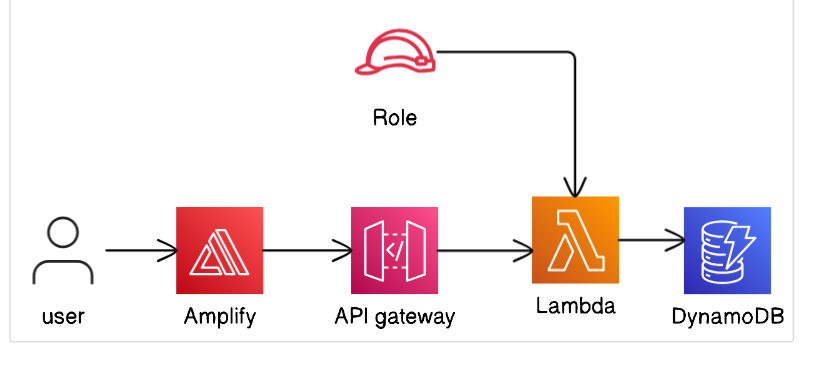 Role
user
Amplify
API gateway
Lambda
DynamoDB